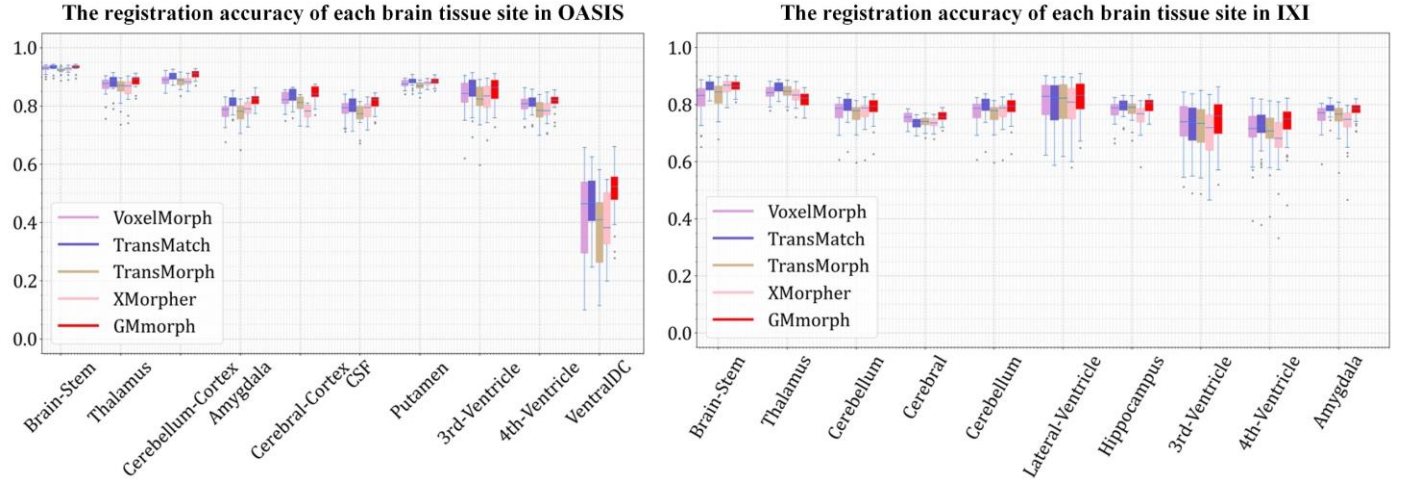 The registration accuracy of each brain tissue site in OASIS
1.0
0.8
0.6
0.4
0.2
0.0
VoxelMorph
TransMatch
TransMorph
XMorpher
GMmorph
Brain-Stem
Thalamus
Cerebellum-Cortex
Amygdala
Cerebral-Cortex
CSF
Putamen
3rd-Ventricle
4th-Ventricle
VentralDC
The registration accuracy of each brain tissue site in IXI
1.0
0.8
0.6
0.4
0.2
0.0
VoxelMorph
TransMatch
TransMorph
XMorpher
GMmorph
Brain-Stem
Thalamus
Cerebellum
Cerebral
Cerebellum
Lateral-Ventricle
Hippocampus
3rd-Ventricle
4th-Ventricle
Amygdala